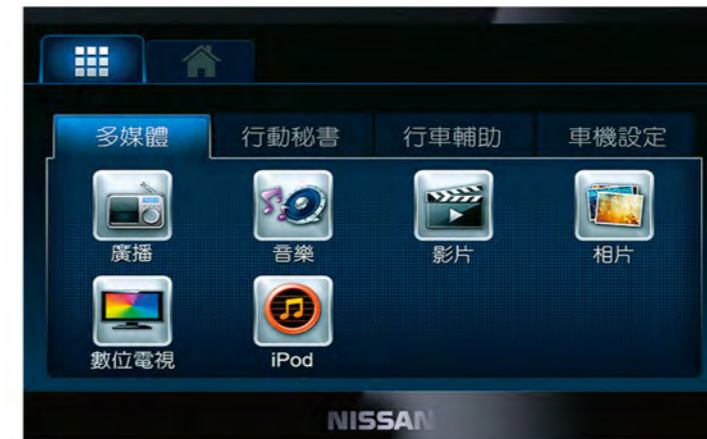 多媒體 行動秘書 行車輔助 車機設定
廣播 音樂 影片 相片
數位電視 iPod
NISSAN